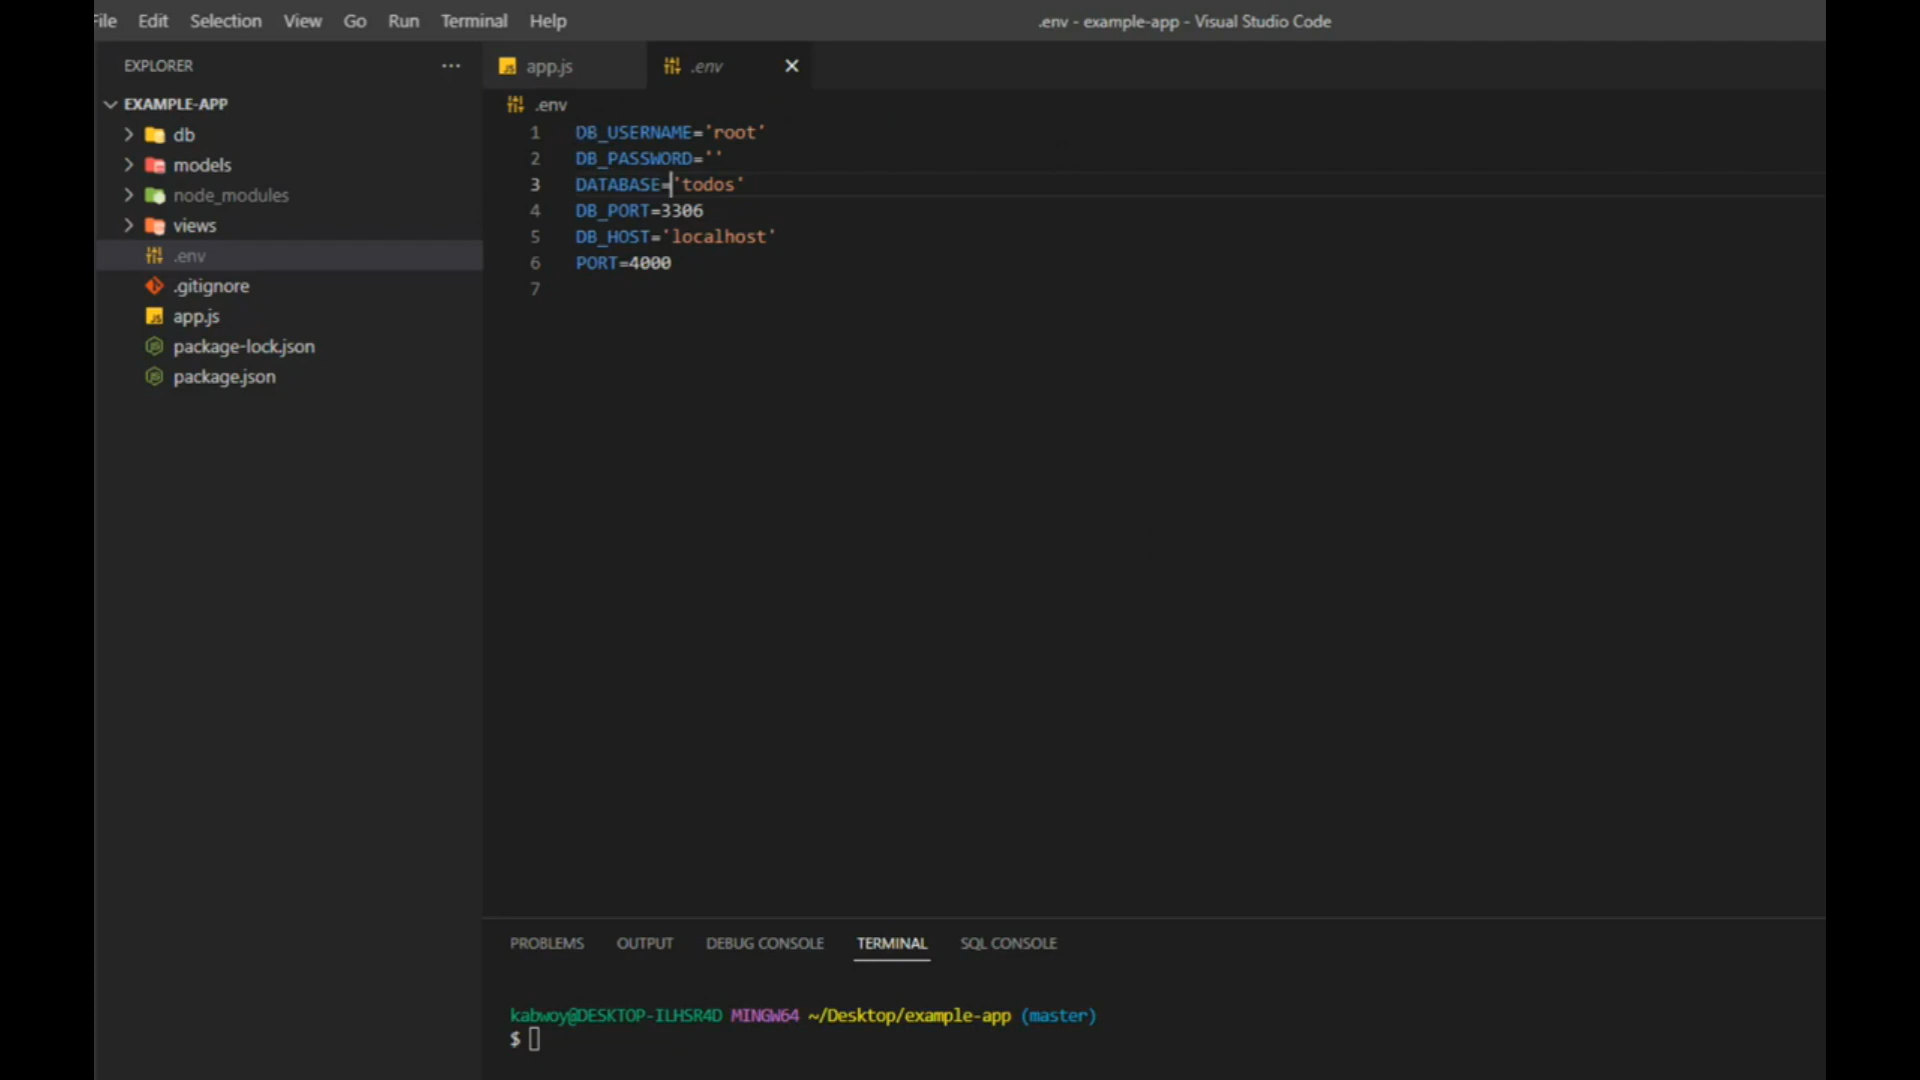 File Edit Selection View Go Run Terminal Help
.env - example-app - Visual Studio Code
EXPLORER
EXAMPLE-APP
db
models
node_modules
views
.env
.gitignore
app.js
package-lock.json
package.json
app.js
.env
.env
1 DB_USERNAME='root'
2 DB_PASSWORD=''
3 DATABASE='todos'
4 DB_PORT=3306
5 DB_HOST='localhost'
6 PORT=4000
7
PROBLEMS OUTPUT DEBUG CONSOLE TERMINAL SQL CONSOLE
kabwoy@DESKTOP-ILHSR4D MINGW64 ~/Desktop/example-app (master)
$